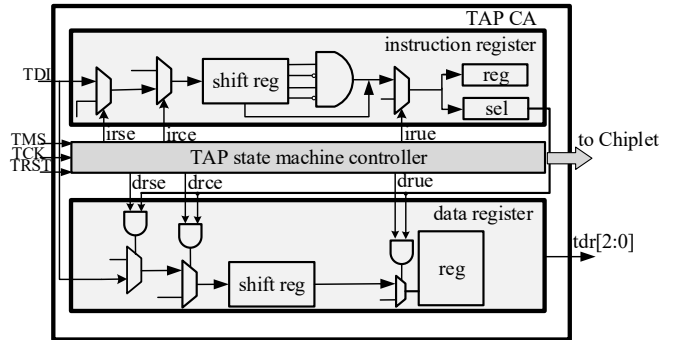 TAP CA
instruction register
TDI
shift reg
reg
sel
irse
irce
irue
TMS
TCK
TRST
TAP state machine controller
to Chiplet
drse
drce
drue
data register
tdr[2:0]
shift reg
reg